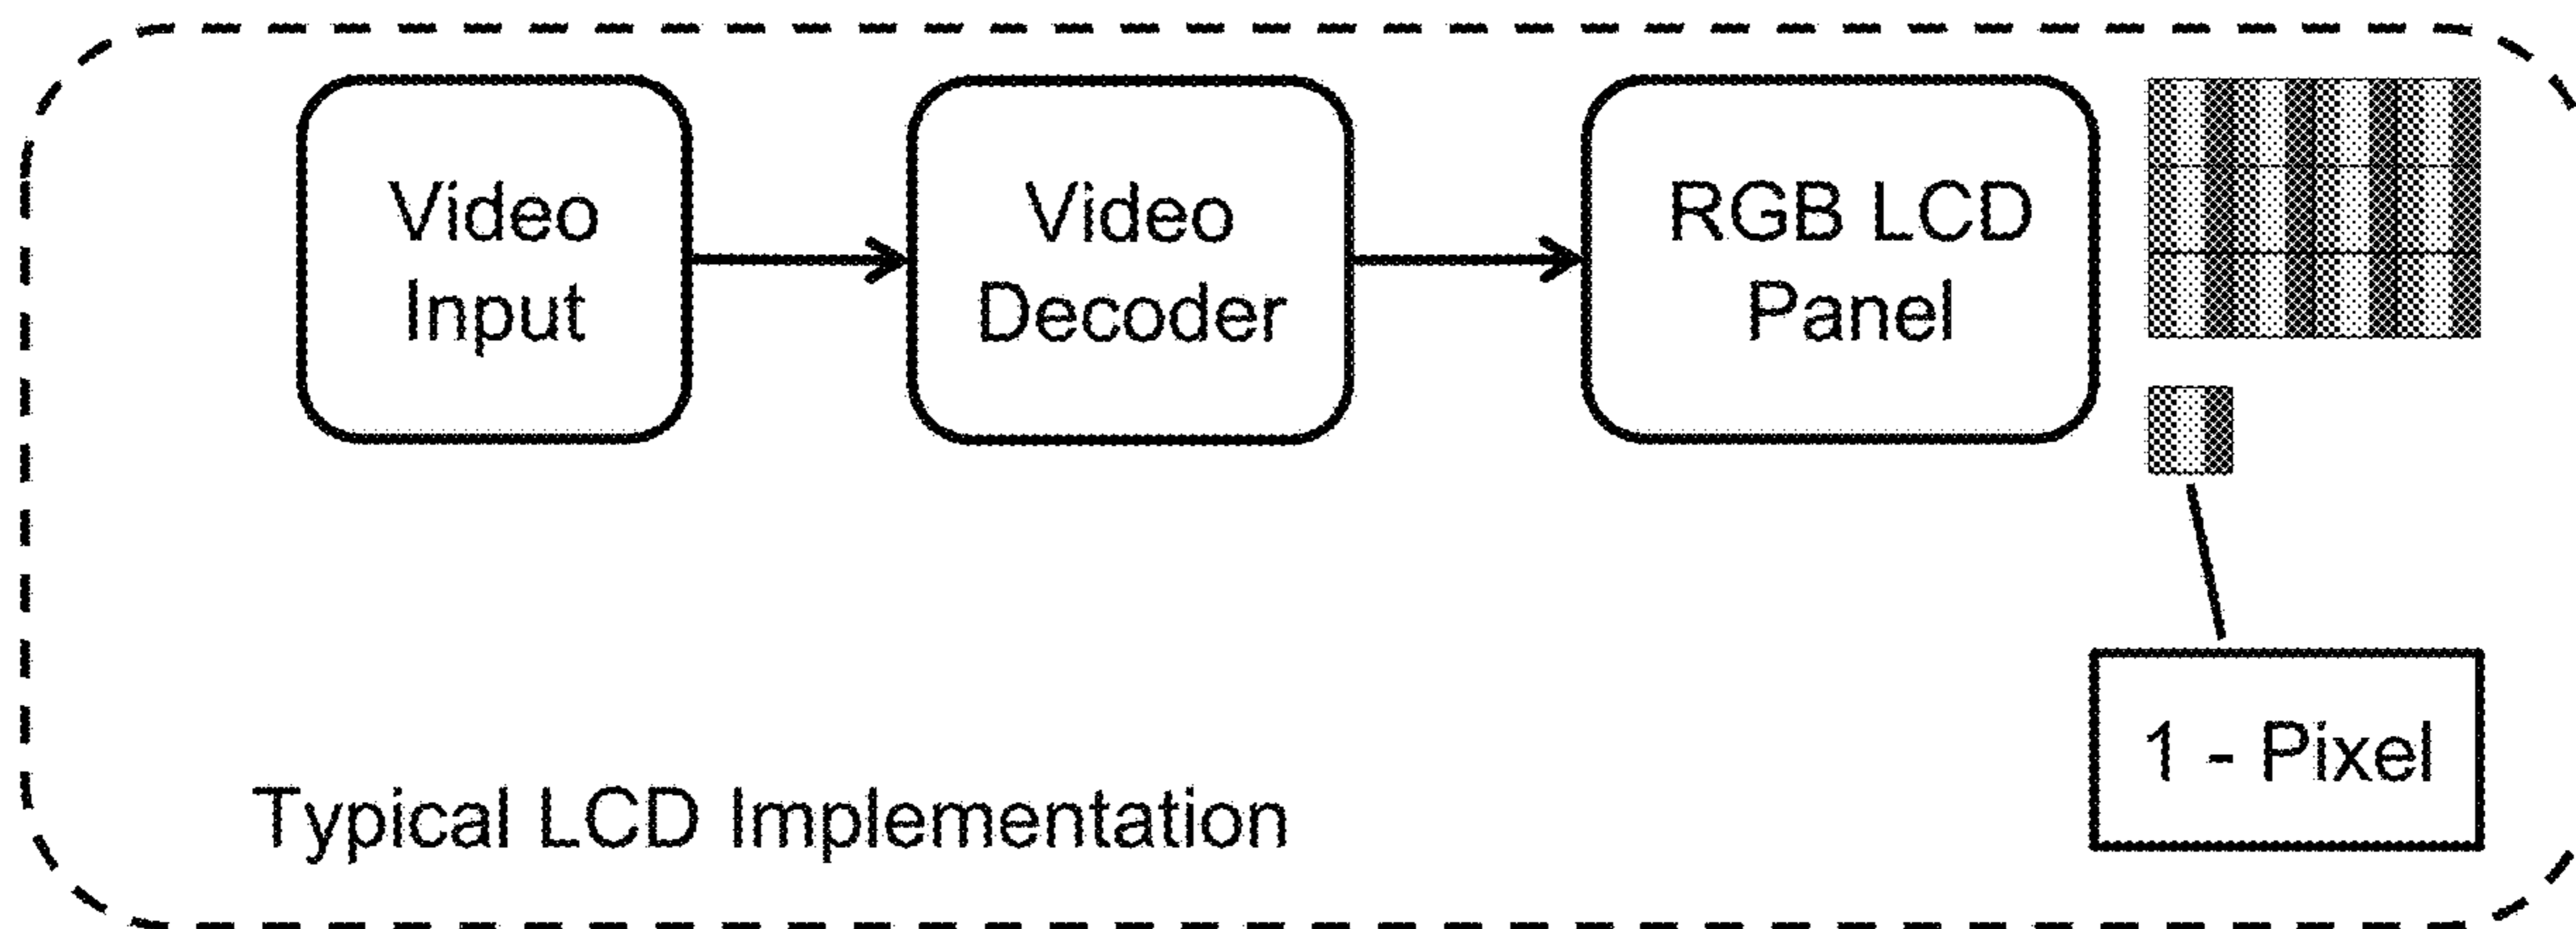 Video
Input
Video
Decoder
RGB LCD
Panel
1 - Pixel
Typical LCD Implementation